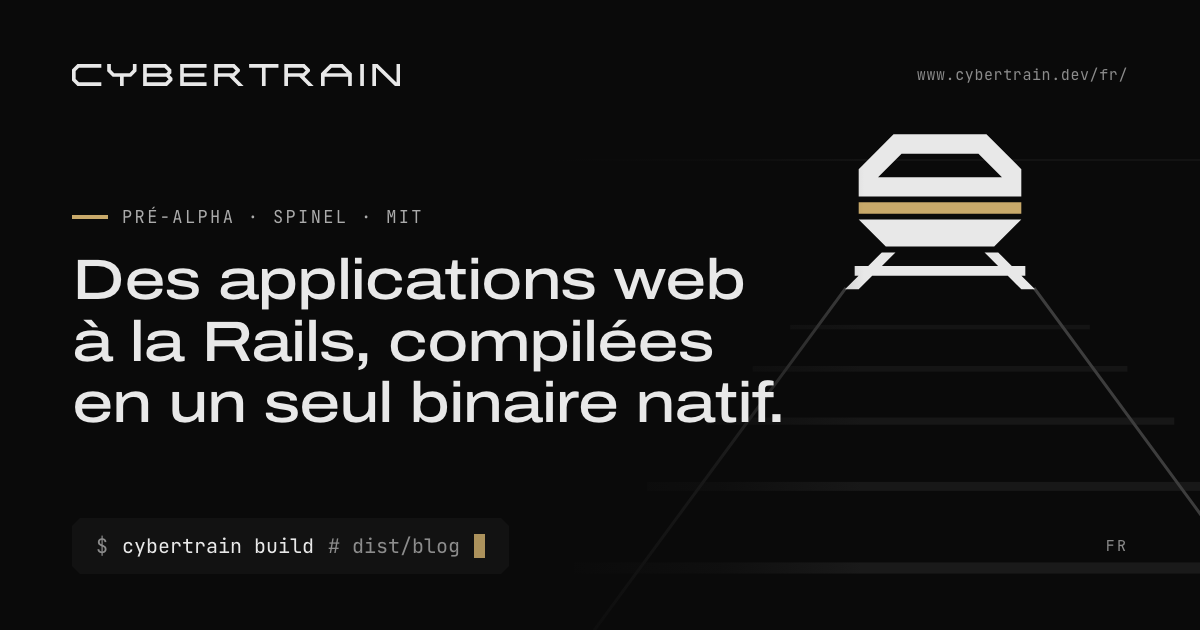 CYBERTRAIN
www.cybertrain.dev/fr/
PRÉ-ALPHA · SPINEL · MIT
Des applications web
à la Rails, compilées
en un seul binaire natif.
$ cybertrain build # dist/blog
FR